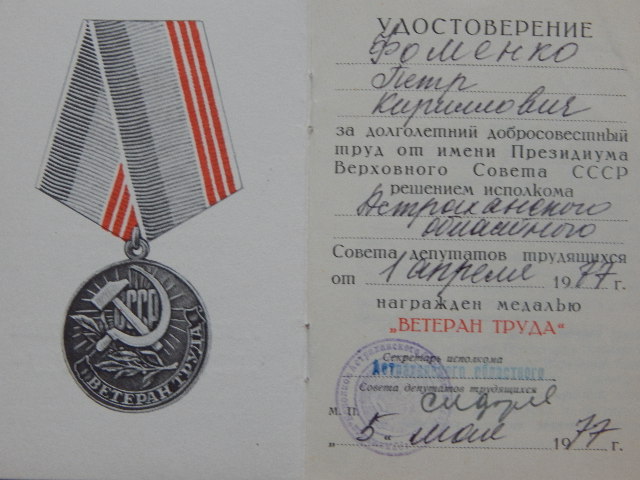 СССР
ВЕТЕРАН ТРУДА
УДОСТОВЕРЕНИЕ
Фоменко
Петр
Кириллович
за долголетний добросовестный
труд от имени Президиума
Верховного Совета СССР
решением исполкома
Астраханского
областного
Совета депутатов трудящихся
от 1 апреля 1977 г.
награжден медалью
„ВЕТЕРАН ТРУДА“
Секретарь исполкома
Астраханского областного
Совета депутатов трудящихся
М. П.
„5“ мая 1977 г.